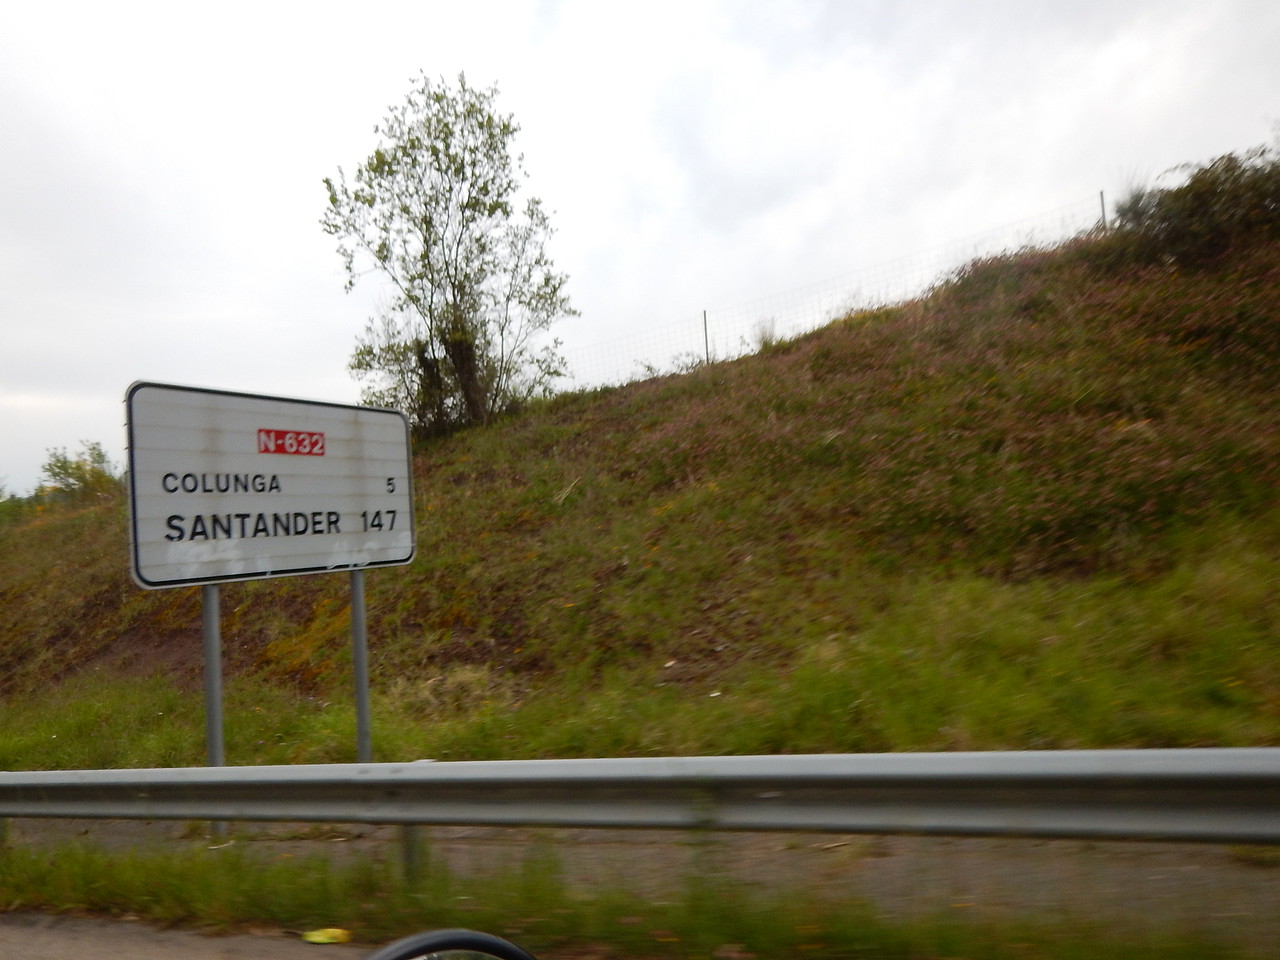 N-632
COLUNGA 5
SANTANDER 147